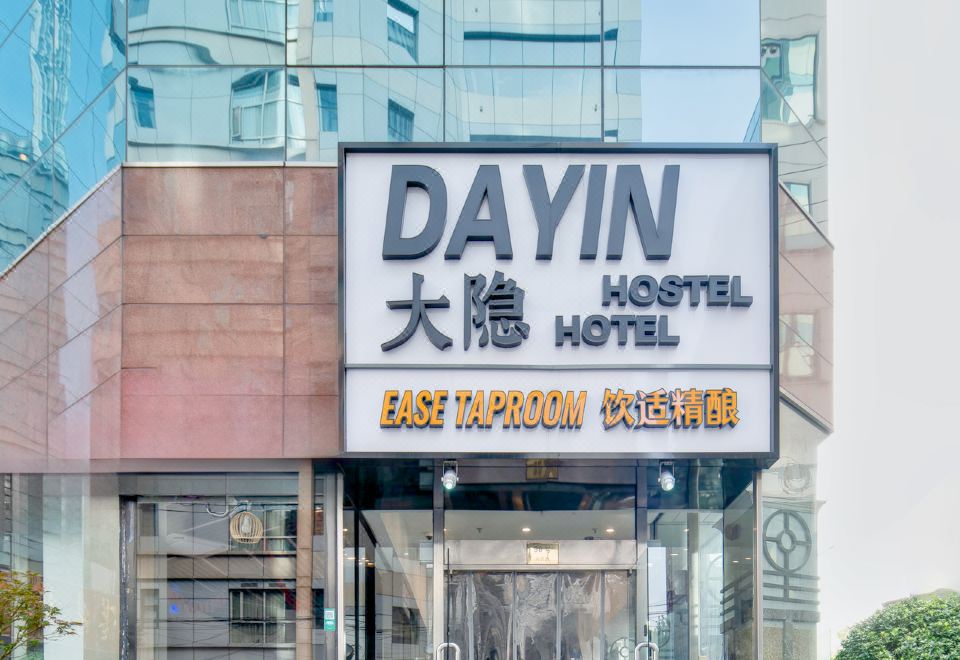 DAYIN
大隐 HOSTEL
HOTEL
EASE TAPROOM 饮适精酿